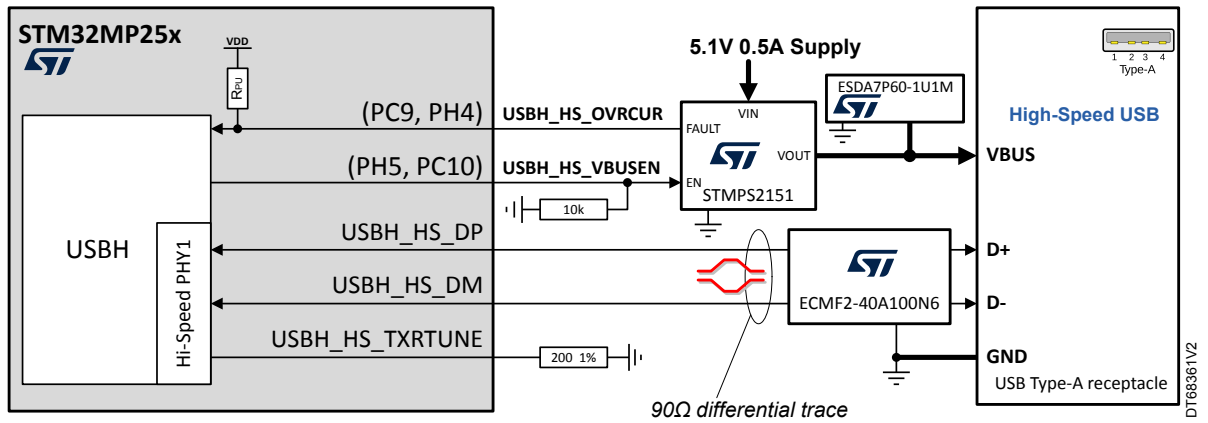 STM32MP25x
VDD
RPU
(PC9, PH4)
USBH_HS_OVRCUR
(PH5, PC10)
USBH_HS_VBUSEN
10k
USBH
Hi-Speed PHY1
USBH_HS_DP
USBH_HS_DM
USBH_HS_TXRTUNE
200 1%
90Ω differential trace
5.1V 0.5A Supply
VIN
FAULT
VOUT
EN
STMPS2151
ESDA7P60-1U1M
ECMF2-40A100N6
1 2 3 4
Type-A
High-Speed USB
VBUS
D+
D-
GND
USB Type-A receptacle
DT68361V2